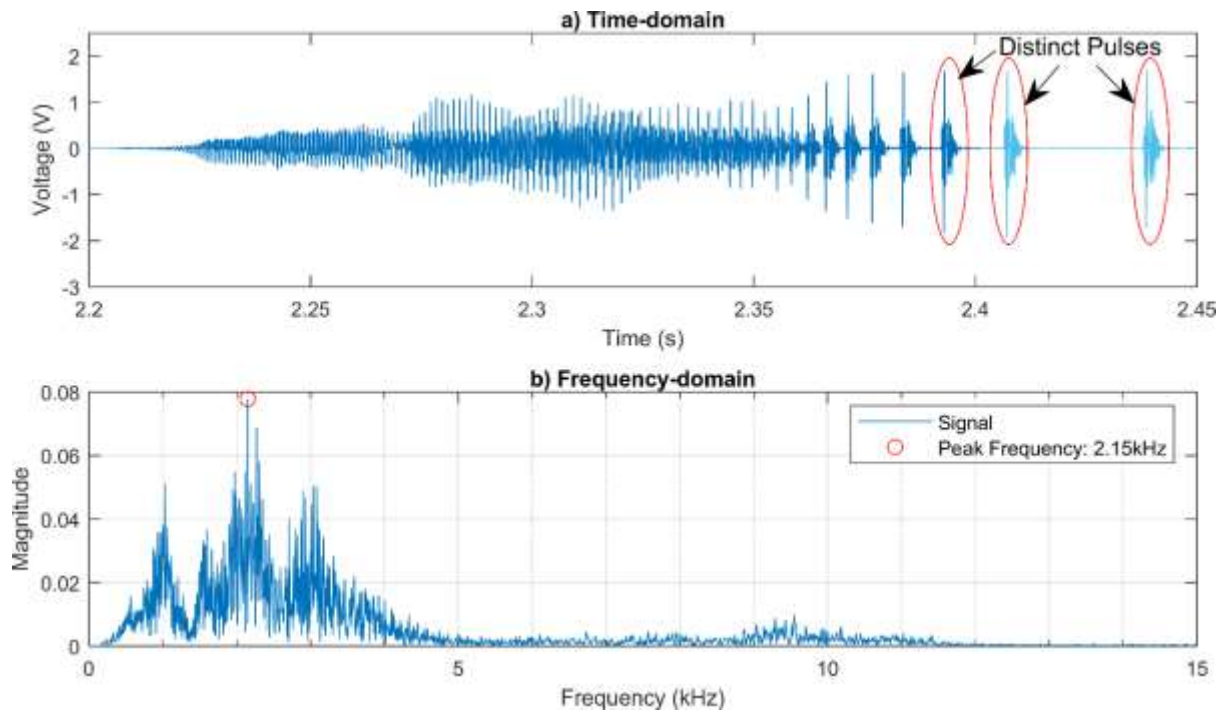 a) Time-domain
Distinct Pulses
2
1
0
-1
-2
-3
Voltage (V)
2.2
2.25
2.3
2.35
2.4
2.45
Time (s)
b) Frequency-domain
0.08
0.06
0.04
0.02
0
Magnitude
Signal
Peak Frequency: 2.15kHz
0
5
10
15
Frequency (kHz)